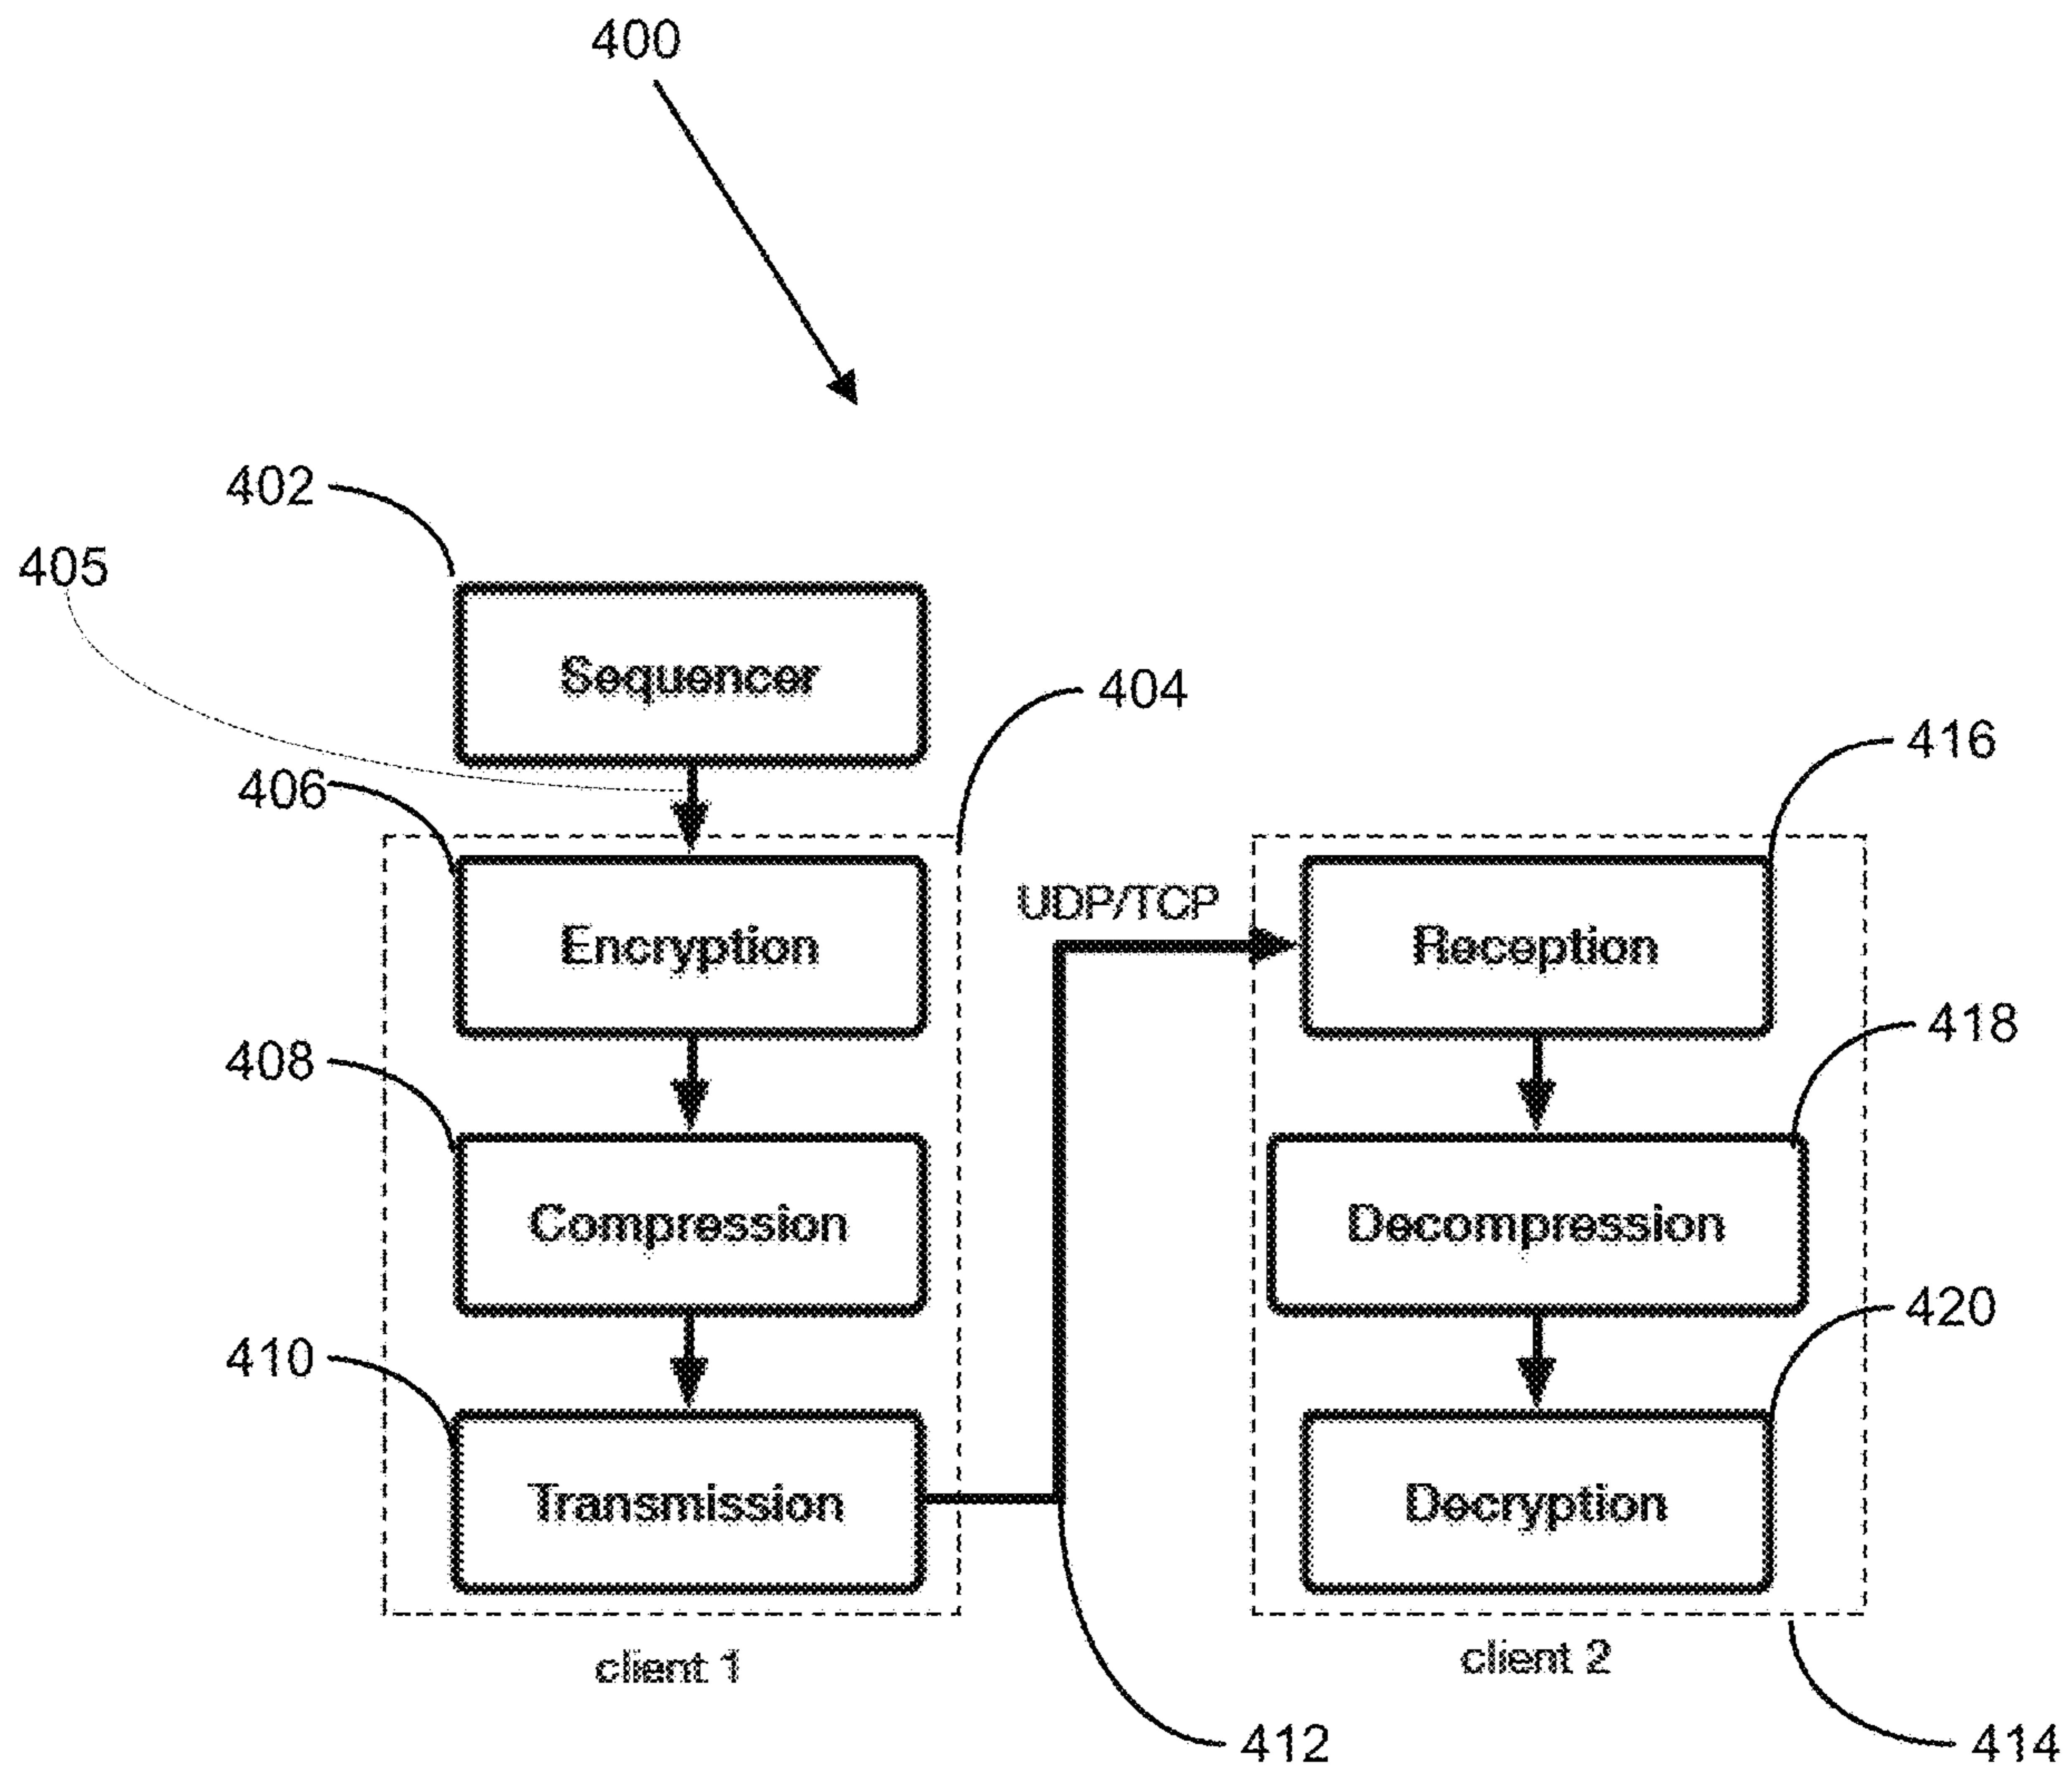 400
402
405
Sequencer
404
416
406
UDP/TCP
Encryption
Reception
418
408
Compression
Decompression
420
410
Transmission
Decryption
client 1
client 2
412
414